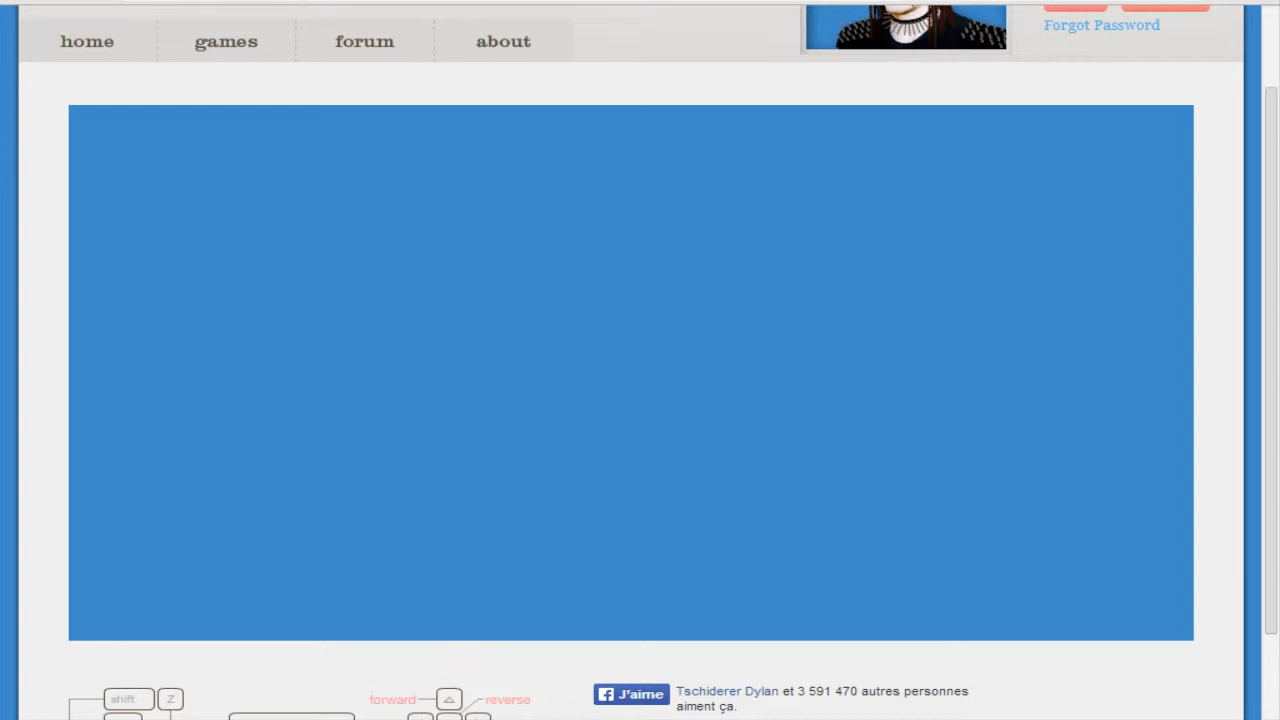 home games forum about
Forgot Password
shift Z
forward reverse
J'aime Tschiderer Dylan et 3 591 470 autres personnes
aiment ça.